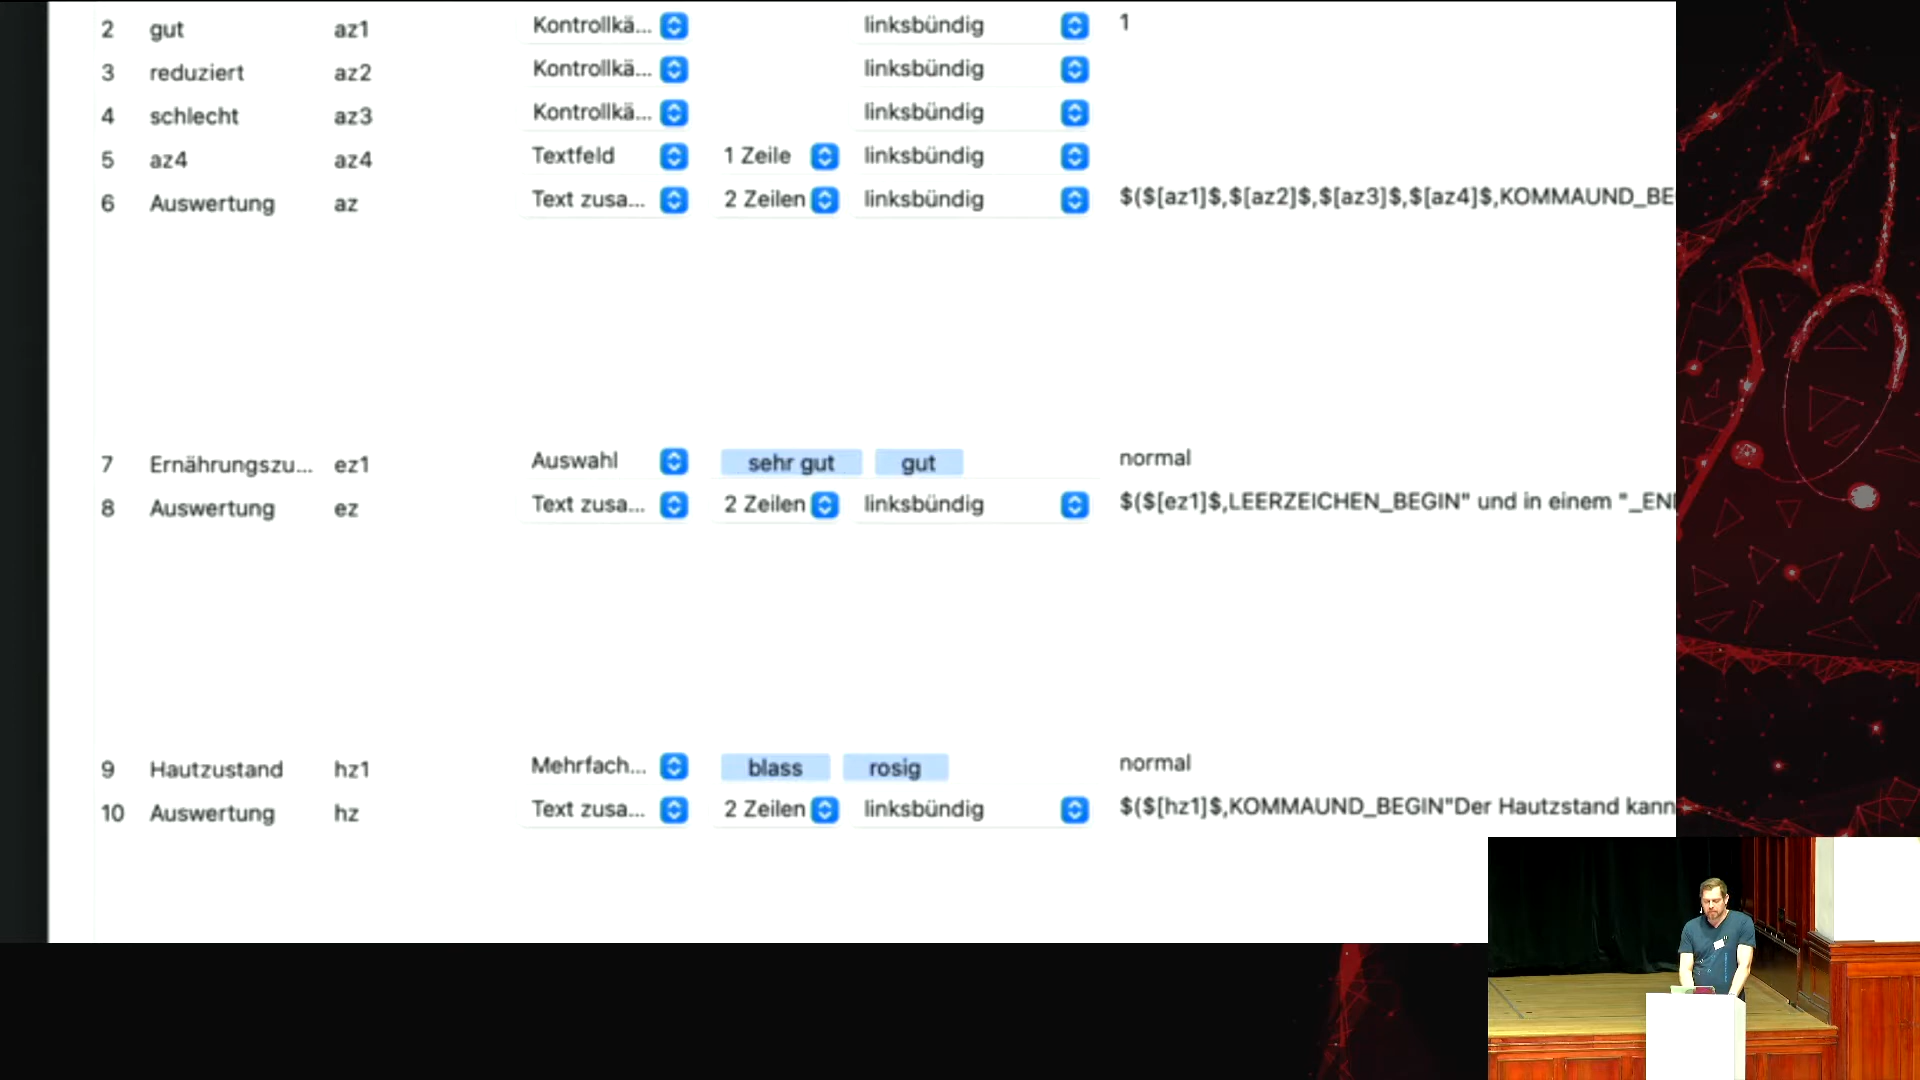 2 gut az1 Kontrollkä... linksbündig 1
3 reduziert az2 Kontrollkä... linksbündig
4 schlecht az3 Kontrollkä... linksbündig
5 az4 az4 Textfeld 1 Zeile linksbündig
6 Auswertung az Text zusa... 2 Zeilen linksbündig $($[az1]$,$[az2]$,$[az3]$,$[az4]$,KOMMAUND_BE
7 Ernährungszu... ez1 Auswahl sehr gut gut normal
8 Auswertung ez Text zusa... 2 Zeilen linksbündig $($[ez1]$,LEERZEICHEN_BEGIN" und in einem "_EN
9 Hautzustand hz1 Mehrfach... blass rosig normal
10 Auswertung hz Text zusa... 2 Zeilen linksbündig $($[hz1]$,KOMMAUND_BEGIN"Der Hautzstand kann